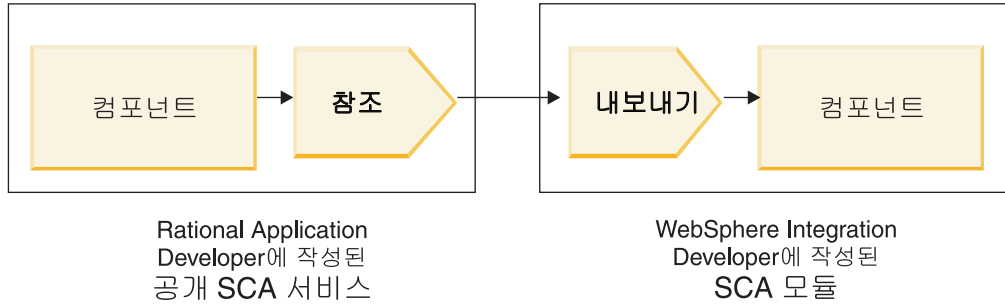 컴포넌트
참조
내보내기
컴포넌트
Rational Application
Developer에 작성된
공개 SCA 서비스
WebSphere Integration
Developer에 작성된
SCA 모듈